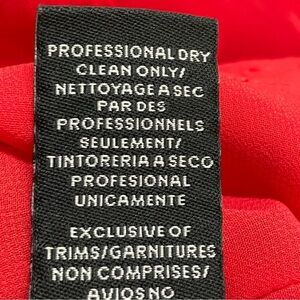 PROFESSIONAL DRY
CLEAN ONLY/
NETTOYAGE A SEC
PAR DES
PROFESSIONNELS
SEULEMENT/
TINTORERIA A SECO
PROFESIONAL
UNICAMENTE
EXCLUSIVE OF
TRIMS/GARNITURES
NON COMPRISES/
AVIOS NO